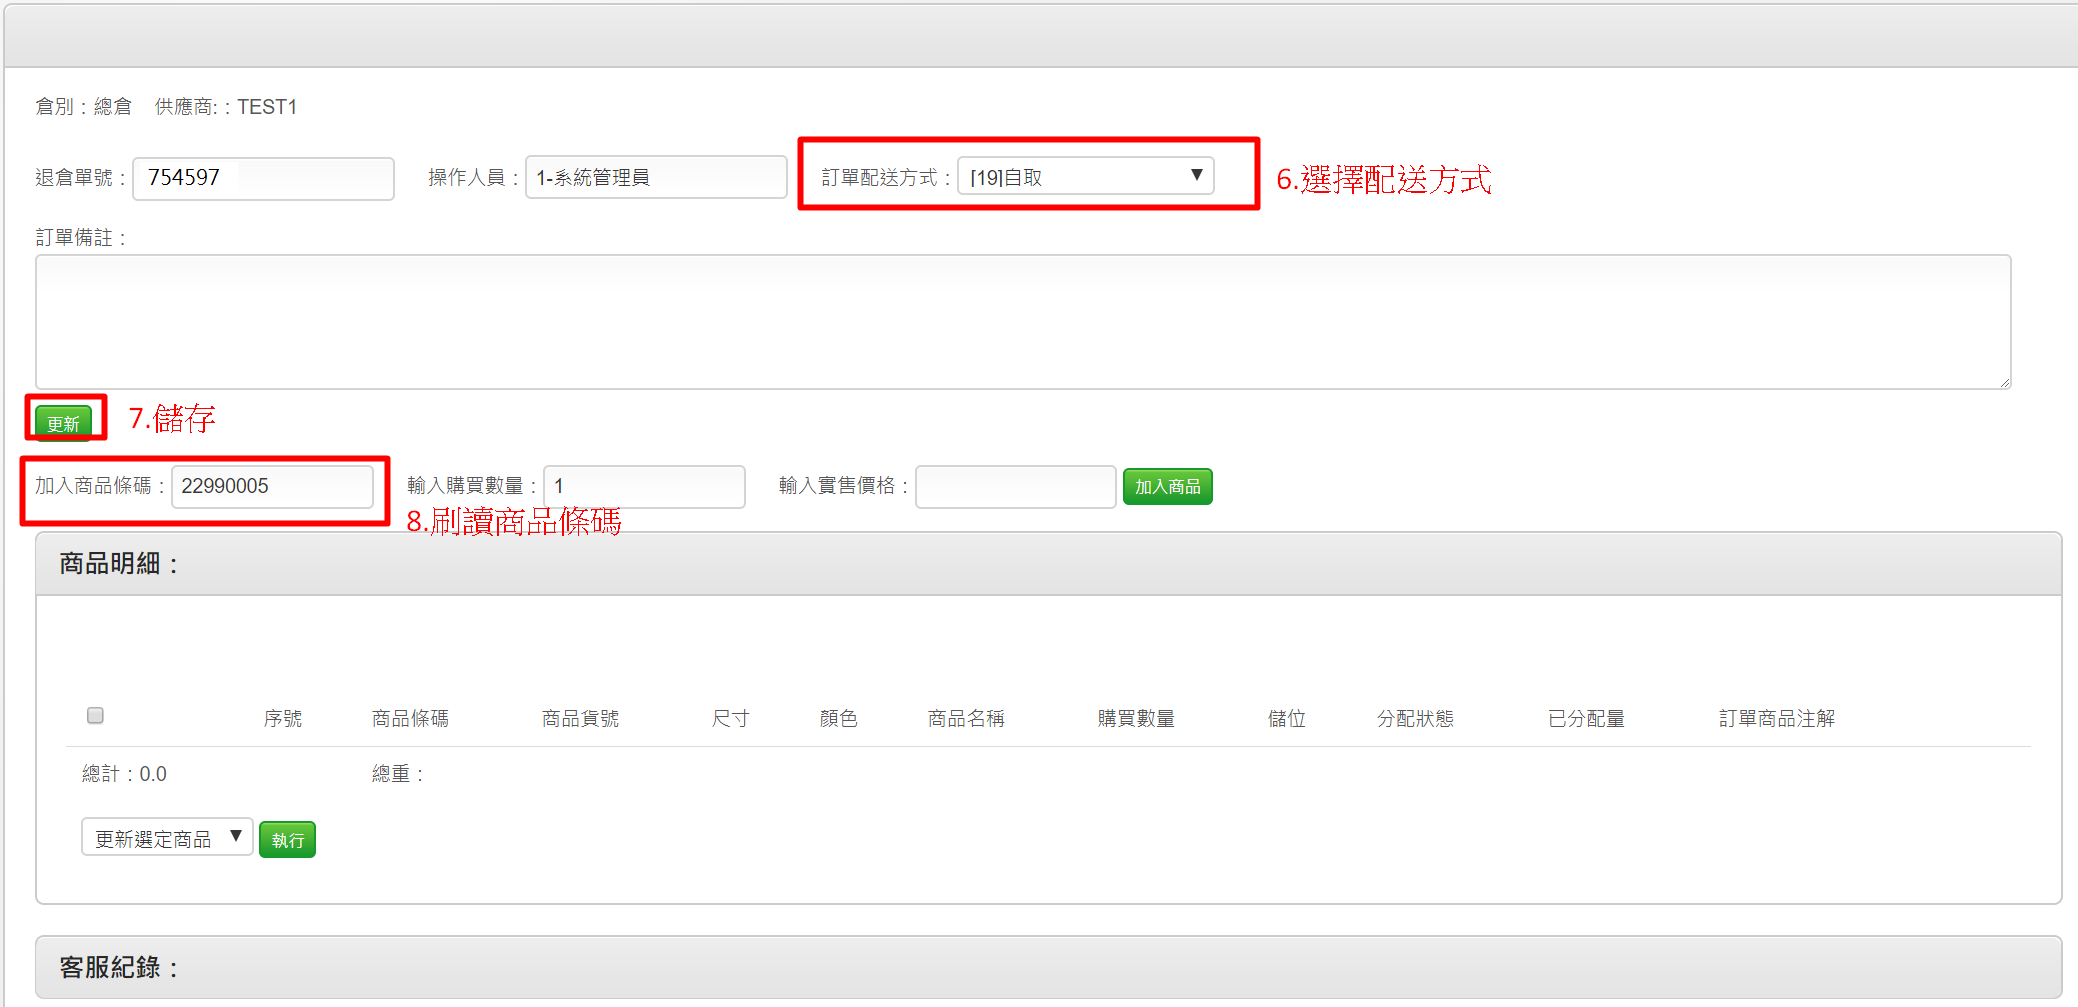 倉別：總倉 供應商:：TEST1
退倉單號： 754597 操作人員： 1-系統管理員 訂單配送方式： [19]自取 6.選擇配送方式
訂單備註：
更新 7.儲存
加入商品條碼： 22990005 輸入購買數量： 1 輸入實售價格： 加入商品
8.刷讀商品條碼
商品明細：
序號 商品條碼 商品貨號 尺寸 顏色 商品名稱 購買數量 儲位 分配狀態 已分配量 訂單商品注解
總計：0.0 總重：
更新選定商品 執行
客服紀錄：